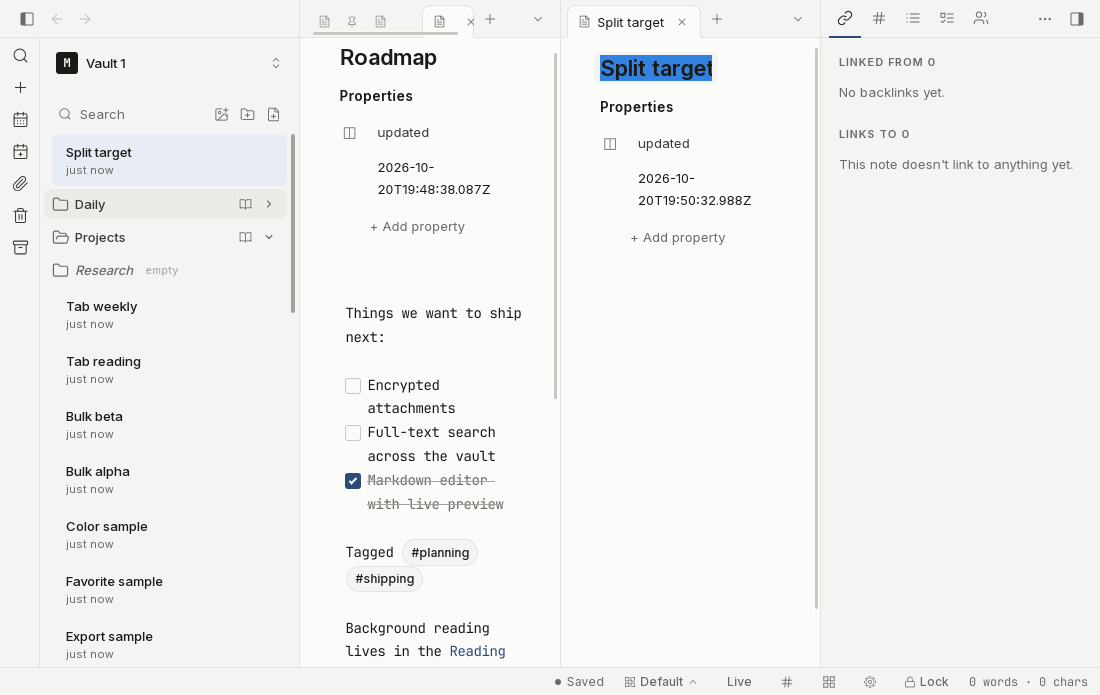 M Vault 1
Search
Split target
just now
Daily
Projects
Research empty
Tab weekly
just now
Tab reading
just now
Bulk beta
just now
Bulk alpha
just now
Color sample
just now
Favorite sample
just now
Export sample
just now
Roadmap
Properties
updated
2026-10-
20T19:48:38.087Z
+ Add property
Things we want to ship
next:
Encrypted
attachments
Full-text search
across the vault
Markdown editor
with live preview
Tagged #planning
#shipping
Background reading
lives in the Reading
Split target
Split target
Properties
updated
2026-10-
20T19:50:32.988Z
+ Add property
LINKED FROM 0
No backlinks yet.
LINKS TO 0
This note doesn't link to anything yet.
Saved
Default
Live
Lock
0 words · 0 chars